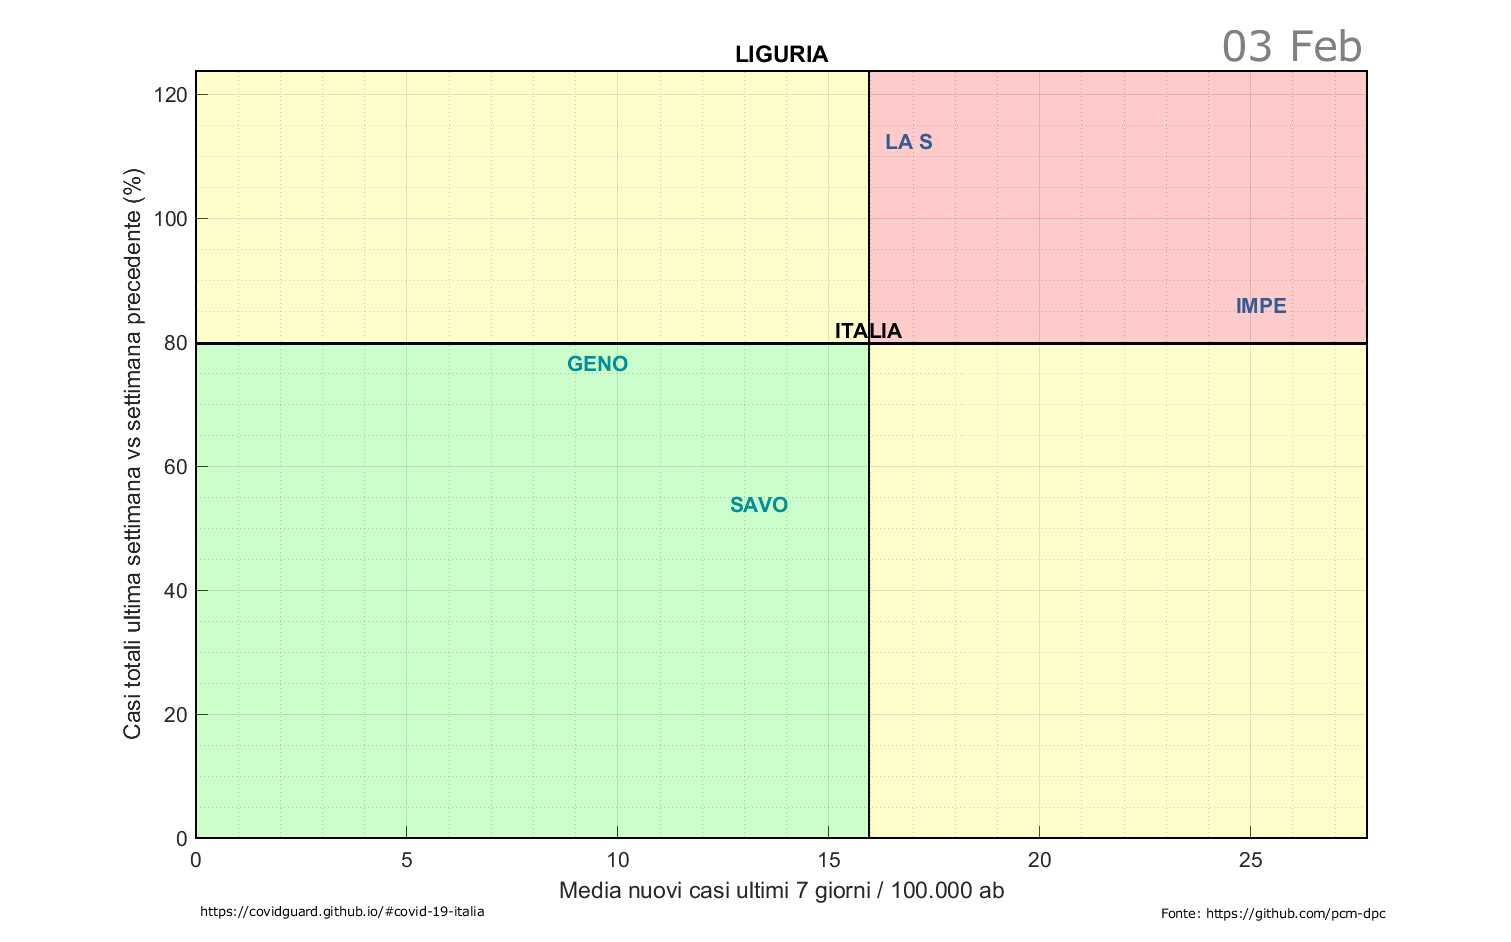 LIGURIA
03 Feb
Casi totali ultima settimana vs settimana precedente (%)
120
100
80
60
40
20
0
LA S
IMPE
ITALIA
GENO
SAVO
0 5 10 15 20 25
Media nuovi casi ultimi 7 giorni / 100.000 ab
https://covidguard.github.io/#covid-19-italia
Fonte: https://github.com/pcm-dpc